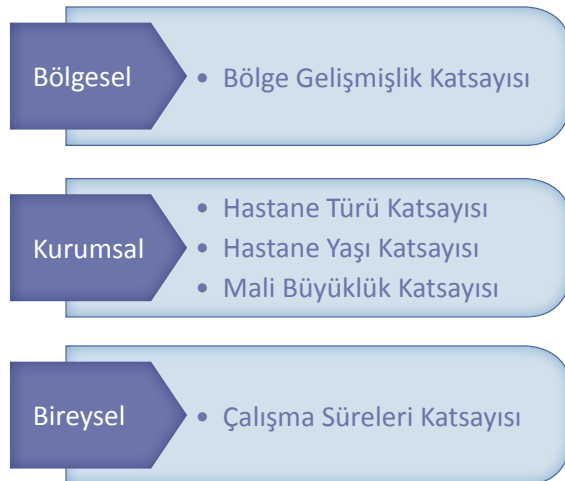 Bölgesel
• Bölge Gelişmişlik Katsayısı
Kurumsal
• Hastane Türü Katsayısı
• Hastane Yaşı Katsayısı
• Mali Büyüklük Katsayısı
Bireysel
• Çalışma Süreleri Katsayısı